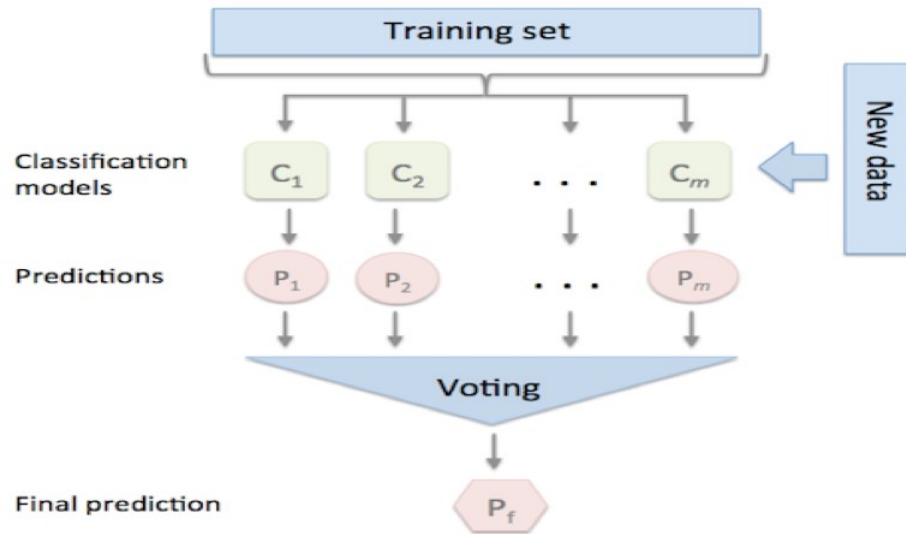 Training set
New data
Classification
models
C1
C2
. . .
Cm
Predictions
P1
P2
. . .
Pm
Voting
Final prediction
Pf